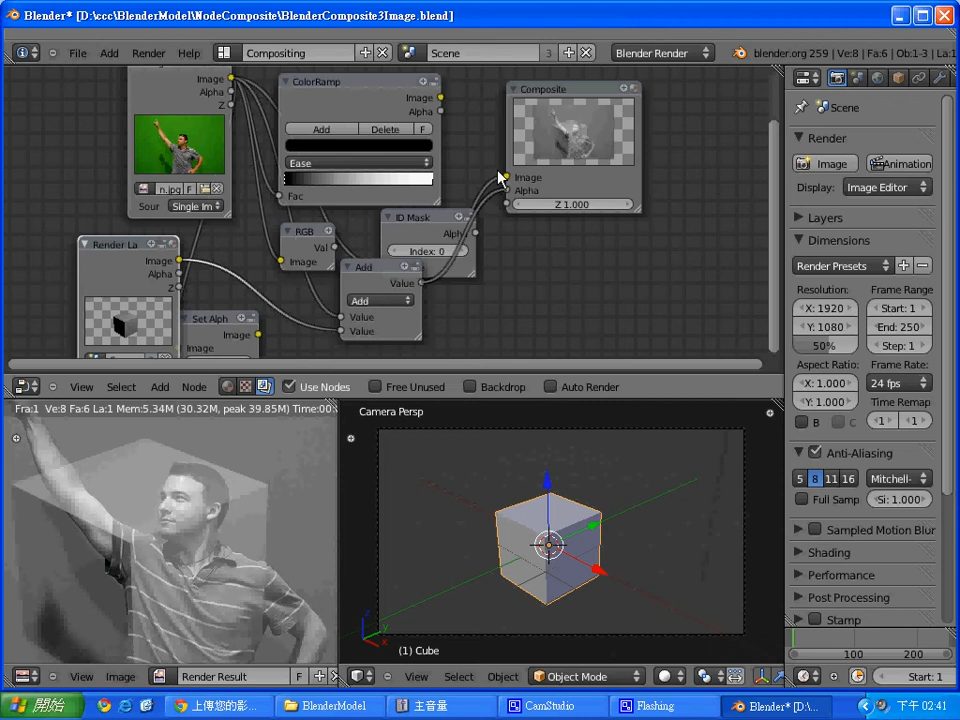 Blender* [D:\ccc\BlenderModel\NodeComposite\BlenderComposite3Image.blend]
File Add Render Help Compositing Scene 3 Blender Render blender.org 259 | Ve:8 | Fa:6 | Ob:1-3 | La:1
Image
Alpha
Z
n.jpg F
Sour Single Im
ColorRamp
Image
Alpha
Add Delete F
Ease
Fac
Composite
Image
Alpha
Z 1.000
ID Mask
Alph
Index: 0
RGB
Val
Image
Add
Value
Add
Value
Value
Render La
Image
Alpha
Z
Set Alph
Image
Image
View Select Add Node Use Nodes Free Unused Backdrop Auto Render
Fra:1 Ve:8 Fa:6 La:1 Mem:5.34M (30.32M, peak 39.85M) Time:00:
View Image Render Result F
Camera Persp
z
y
x
(1) Cube
View Select Object Object Mode
Scene
Render
Image Animation
Display: Image Editor
Layers
Dimensions
Render Presets
Resolution: Frame Range
X: 1920 Start: 1
Y: 1080 End: 250
50% Step: 1
Aspect Ratio: Frame Rate:
X: 1.000 24 fps
Y: 1.000 Time Remap
B C 1 1
Anti-Aliasing
5 8 11 16 Mitchell-
Full Samp Si: 1.000
Sampled Motion Blur
Shading
Performance
Post Processing
Stamp
100 200
Start: 1
開始 上傳您的影... BlenderModel 主音量 CamStudio Flashing Blender* [D:\... 下午 02:41